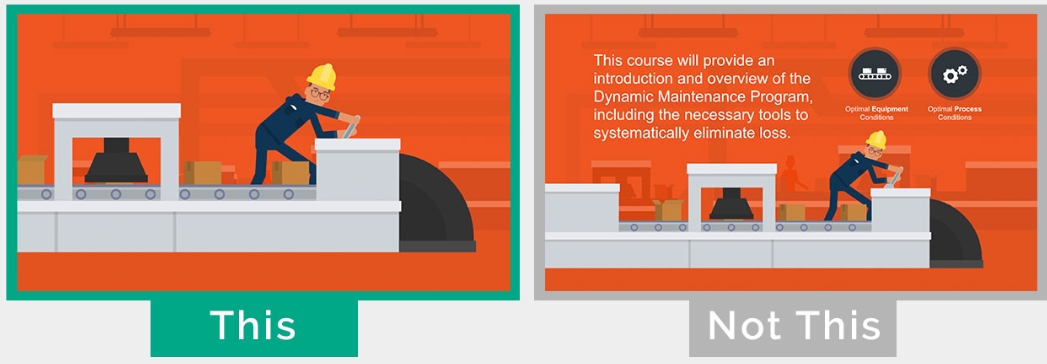 This course will provide an
introduction and overview of the
Dynamic Maintenance Program,
including the necessary tools to
systematically eliminate loss.
Optimal Equipment
Conditions
Optimal Process
Conditions
This
Not This